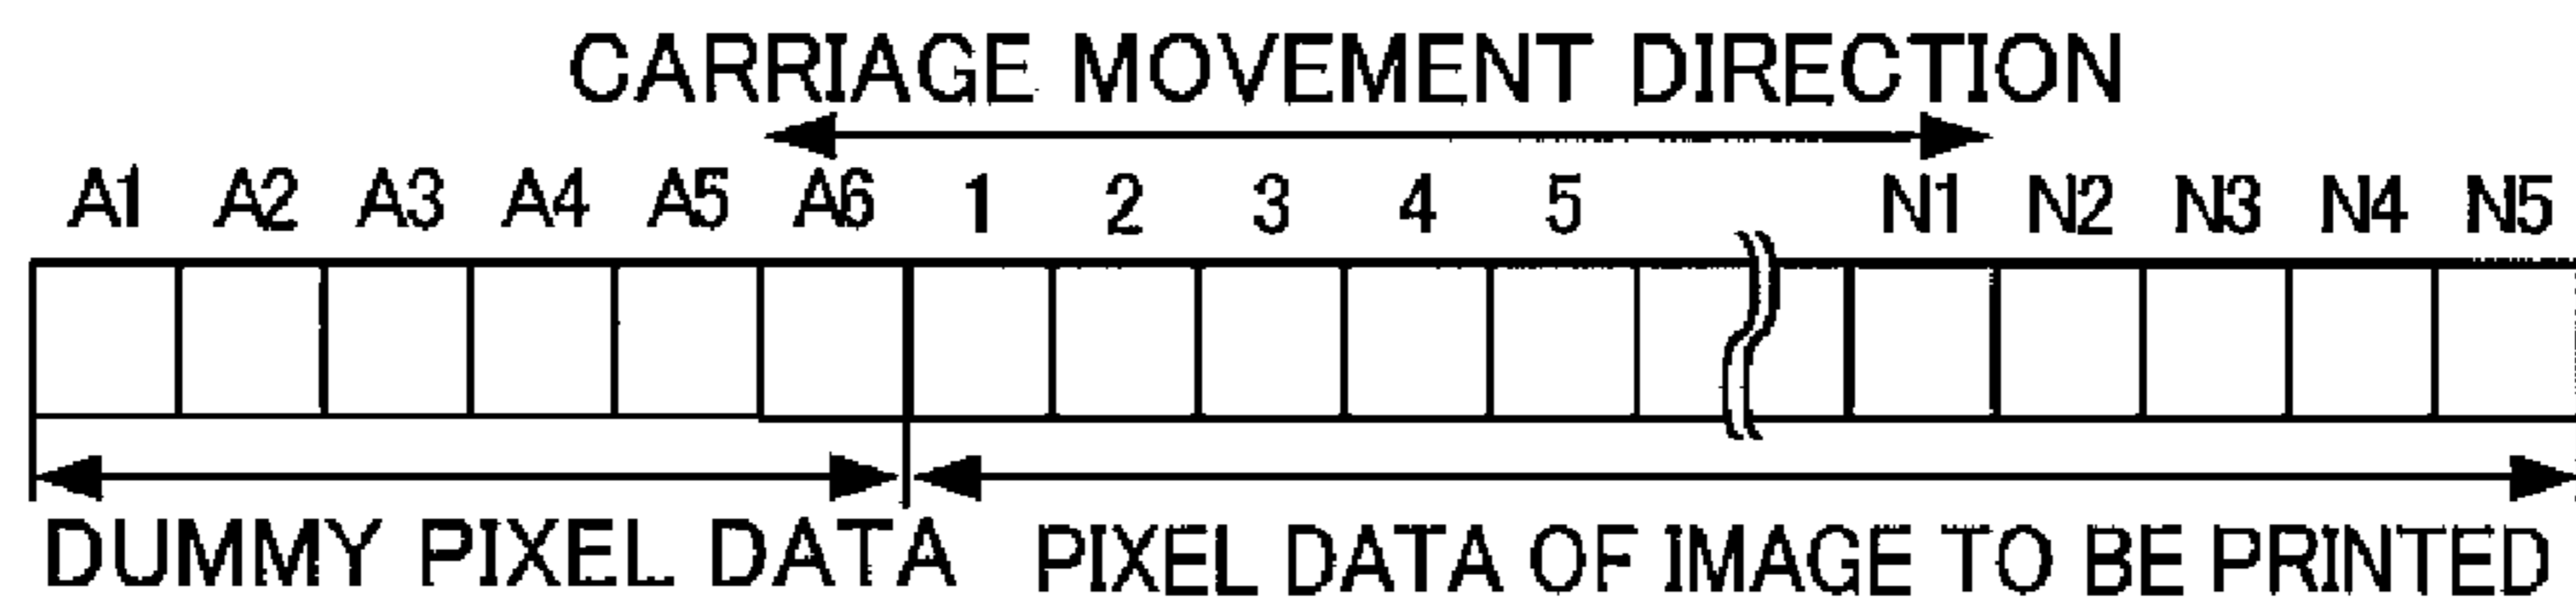 CARRIAGE MOVEMENT DIRECTION
A1 A2 A3 A4 A5 A6 1 2 3 4 5 N1 N2 N3 N4 N5
DUMMY PIXEL DATA PIXEL DATA OF IMAGE TO BE PRINTED